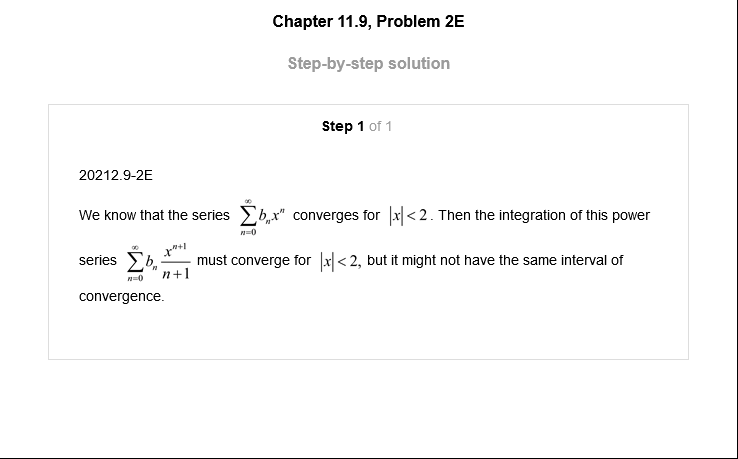 Chapter 11.9, Problem 2E
Step-by-step solution
Step 1 of 1
20212.9-2E
We know that the series $\sum_{n=0}^{\infty} b_n x^n$ converges for $|x| < 2$. Then the integration of this power
series $\sum_{n=0}^{\infty} b_n \frac{x^{n+1}}{n+1}$ must converge for $|x| < 2$, but it might not have the same interval of
convergence.